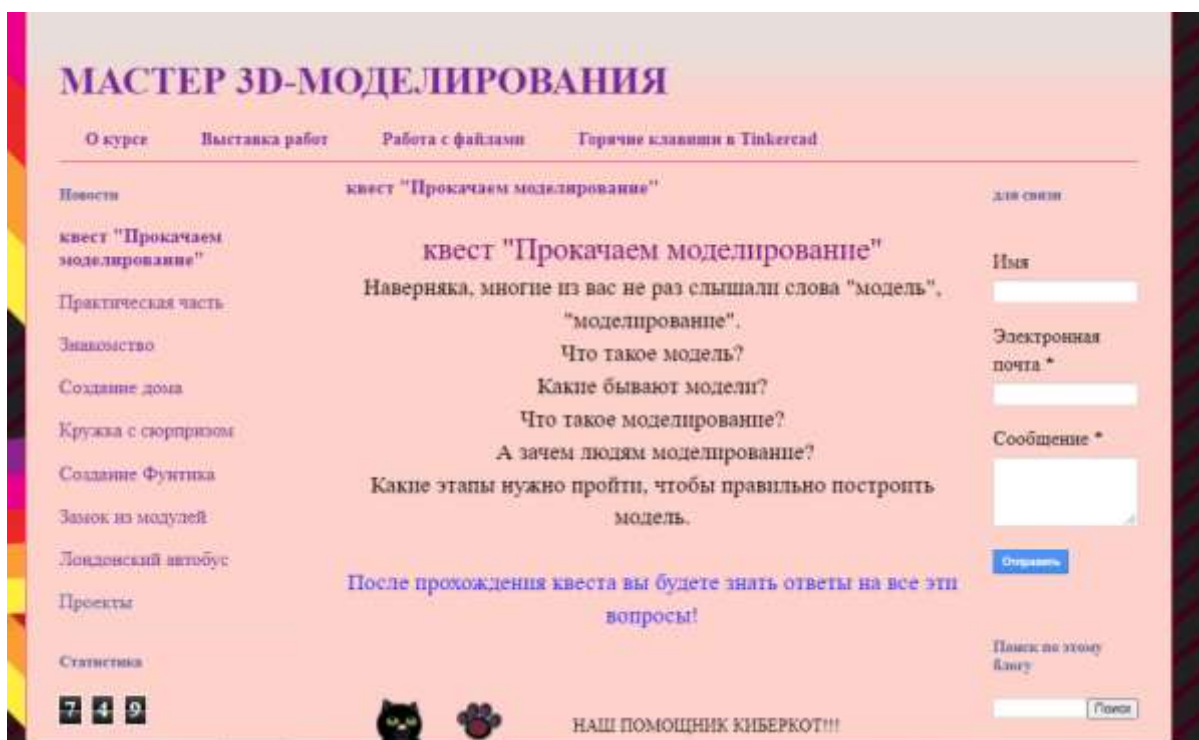 МАСТЕР 3D-МОДЕЛИРОВАНИЯ
О курсе Выставка работ Работа с файлами Горячие клавиши в Tinkercad
Новости
квест "Прокачаем
моделирование"
Практическая часть
Знакомство
Создание дома
Кружка с сюрпризом
Создание Фунтика
Замок из модулей
Лондонский автобус
Проекты
Статистика
7 4 9
квест "Прокачаем моделирование"
квест "Прокачаем моделирование"
Наверняка, многие из вас не раз слышали слова "модель",
"моделирование".
Что такое модель?
Какие бывают модели?
Что такое моделирование?
А зачем людям моделирование?
Какие этапы нужно пройти, чтобы правильно построить
модель.
После прохождения квеста вы будете знать ответы на все эти
вопросы!
НАШ ПОМОЩНИК КИБЕРКОТ!!!
для связи
Имя
Электронная
почта *
Сообщение *
Отправить
Поиск по этому
блогу
Поиск